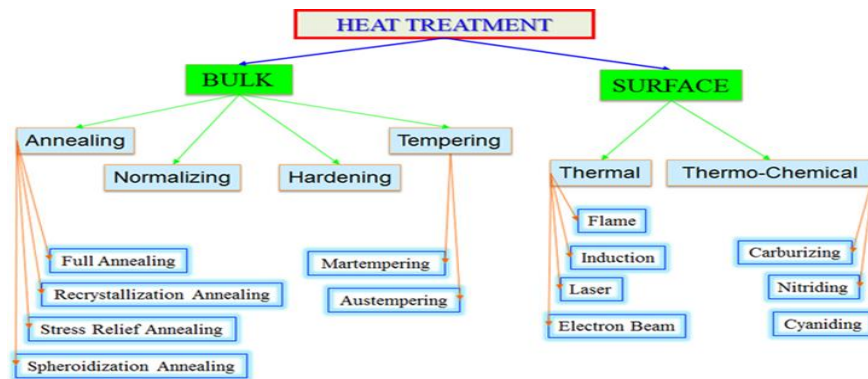 HEAT TREATMENT
BULK
SURFACE
Annealing
Tempering
Normalizing
Hardening
Thermal
Thermo-Chemical
Flame
Full Annealing
Martempering
Induction
Carburizing
Recrystallization Annealing
Austempering
Laser
Nitriding
Stress Relief Annealing
Electron Beam
Cyaniding
Spheroidization Annealing